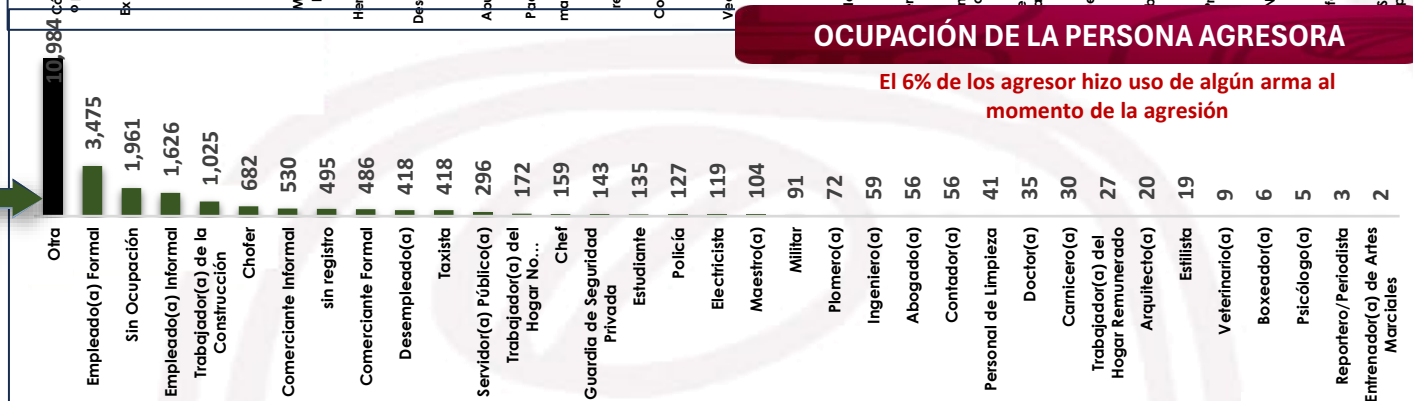 Ex
Her
Des
Co
OCUPACIÓN DE LA PERSONA AGRESORA
El 6% de los agresor hizo uso de algún arma al
momento de la agresión
10,984
3,475
1,961
1,626
1,025
682
530
495
486
418
418
296
172
159
143
135
127
119
104
91
72
59
56
56
41
35
30
27
20
19
9
6
5
3
2
Otra
Empleado(a) Formal
Sin Ocupación
Empleado(a) Informal
Trabajador(a) de la
Construcción
Chofer
Comerciante Informal
sin registro
Comerciante Formal
Desempleado(a)
Taxista
Servidor(a) Público(a)
Trabajador(a) del
Hogar No...
Chef
Guardia de Seguridad
Privada
Estudiante
Policía
Electricista
Maestro(a)
Militar
Plomero(a)
Ingeniero(a)
Abogado(a)
Contador(a)
Personal de Limpieza
Doctor(a)
Carnicero(a)
Trabajador(a) del
Hogar Remunerado
Arquitecto(a)
Estilista
Veterinario(a)
Boxeador(a)
Psicólogo(a)
Reportero/Periodista
Entrenador(a) de Artes
Marciales